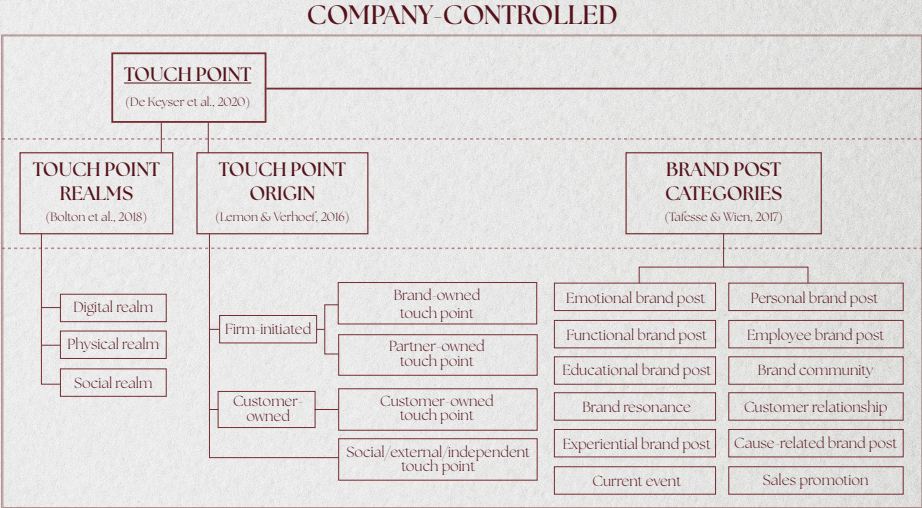 COMPANY-CONTROLLED
TOUCH POINT
(De Keyser et al., 2020)
TOUCH POINT
REALMS
(Bolton et al., 2018)
TOUCH POINT
ORIGIN
(Lemon & Verhoef, 2016)
BRAND POST
CATEGORIES
(Tafesse & Wien, 2017)
Digital realm
Physical realm
Social realm
Firm-initiated
Customer-
owned
Brand-owned
touch point
Partner-owned
touch point
Customer-owned
touch point
Social/external/independent
touch point
Emotional brand post
Functional brand post
Educational brand post
Brand resonance
Experiential brand post
Current event
Personal brand post
Employee brand post
Brand community
Customer relationship
Cause-related brand post
Sales promotion